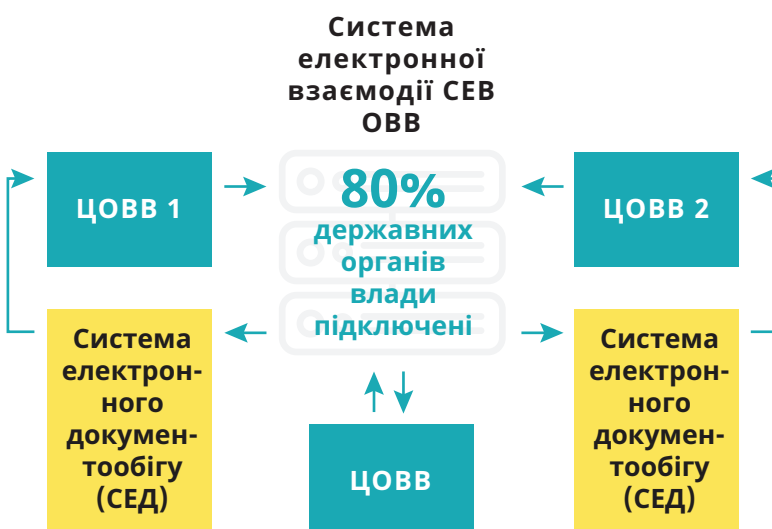 Система
електронної
взаємодії СЕВ
ОВВ
ЦОВВ 1
80%
державних
органів
влади
підключені
ЦОВВ 2
Система
електрон-
ного
докумен-
тообігу
(СЕД)
ЦОВВ
Система
електрон-
ного
докумен-
тообігу
(СЕД)